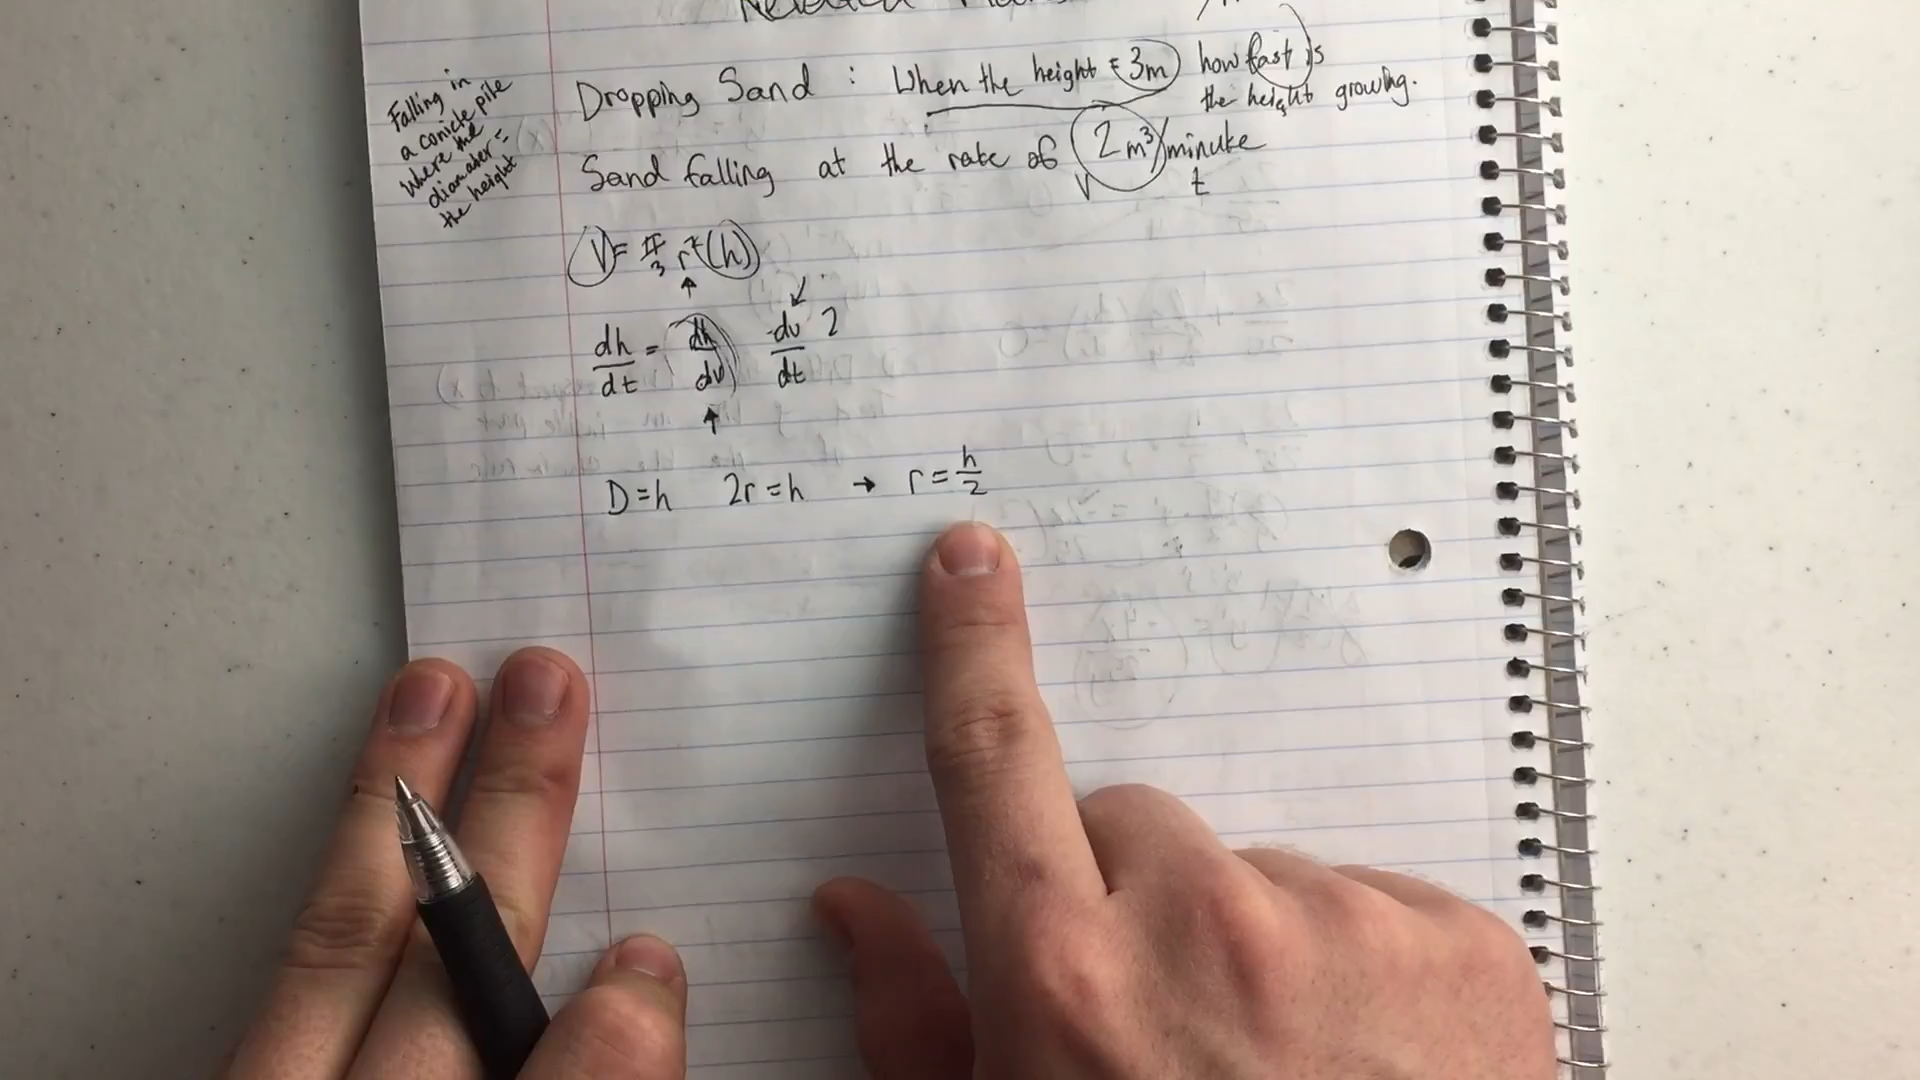 Related
Dropping Sand : When the height = 3m how fast is
the height growing.
Falling in
a conicle pile
where the
diamater =
the height
Sand falling at the rate of 2m³/minute
V t
V = π/3 r²(h)
dh/dt = dh/dv dv/dt 2
D = h 2r = h → r = h/2